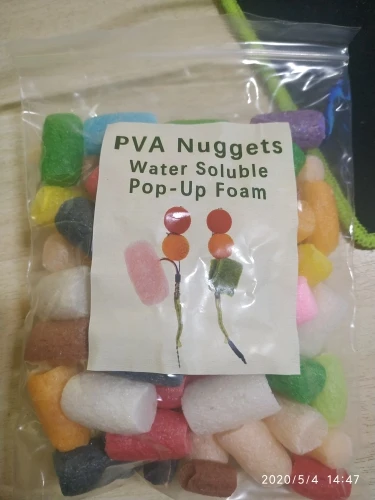 PVA Nuggets
Water Soluble
Pop-Up Foam
2020/5/4 14:47